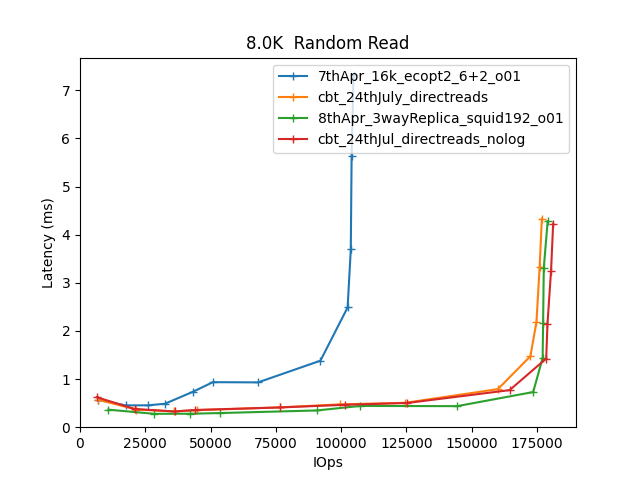 8.0K  Random Read
7thApr_16k_ecopt2_6+2_o01
cbt_24thJuly_directreads
8thApr_3wayReplica_squid192_o01
cbt_24thJul_directreads_nolog
Latency (ms)
7
6
5
4
3
2
1
0
0 25000 50000 75000 100000 125000 150000 175000
IOps